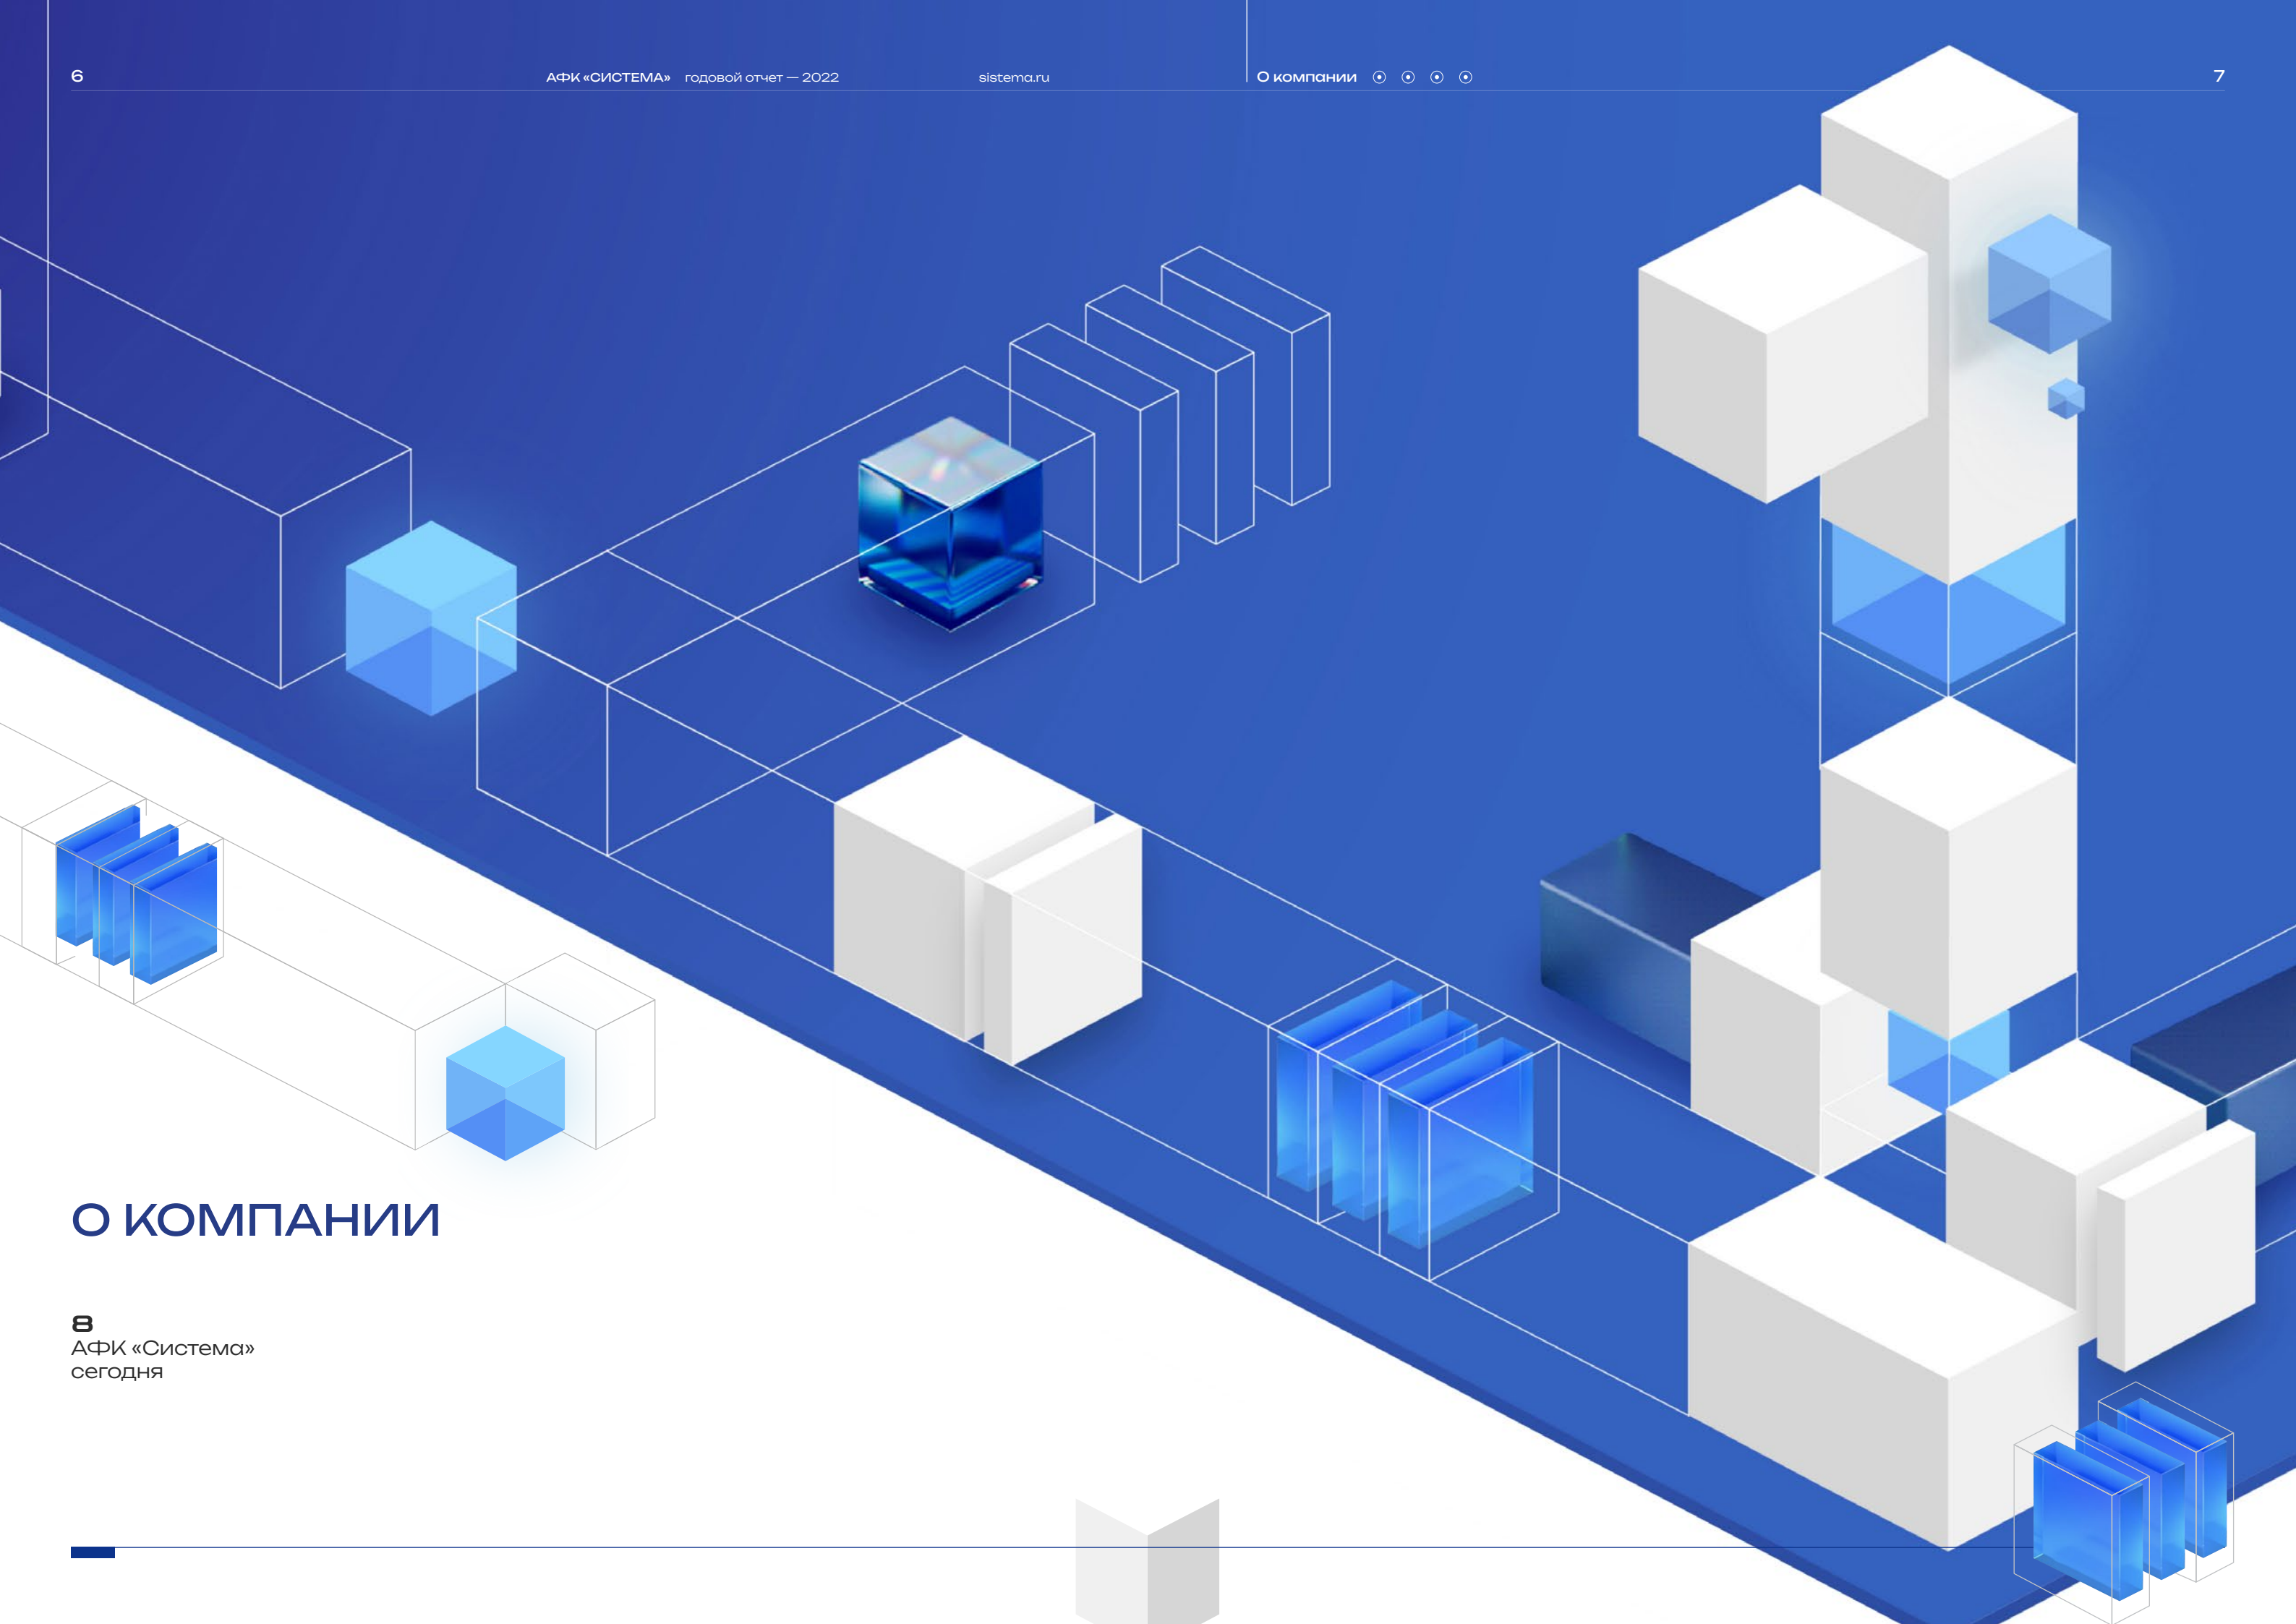 6
АФК «СИСТЕМА» годовой отчет — 2022
sistema.ru
О компании
7
О КОМПАНИИ
8
АФК «Система»
сегодня